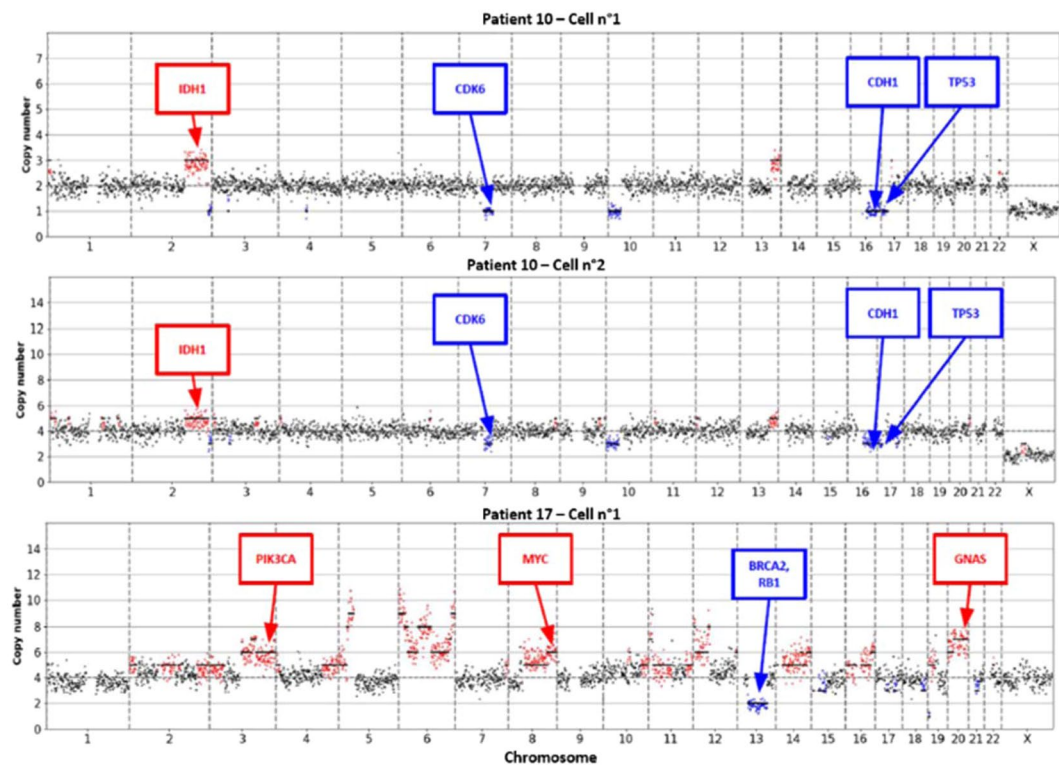 Patient 10 – Cell n°1
IDH1
CDK6
CDH1
TP53
Copy number
7
6
5
4
3
2
1
0
1 2 3 4 5 6 7 8 9 10 11 12 13 14 15 16 17 18 19 20 21 22 X
Patient 10 – Cell n°2
IDH1
CDK6
CDH1
TP53
Copy number
14
12
10
8
6
4
2
0
1 2 3 4 5 6 7 8 9 10 11 12 13 14 15 16 17 18 19 20 21 22 X
Patient 17 – Cell n°1
PIK3CA
MYC
BRCA2,
RB1
GNAS
Copy number
14
12
10
8
6
4
2
0
1 2 3 4 5 6 7 8 9 10 11 12 13 14 15 16 17 18 19 20 21 22 X
Chromosome